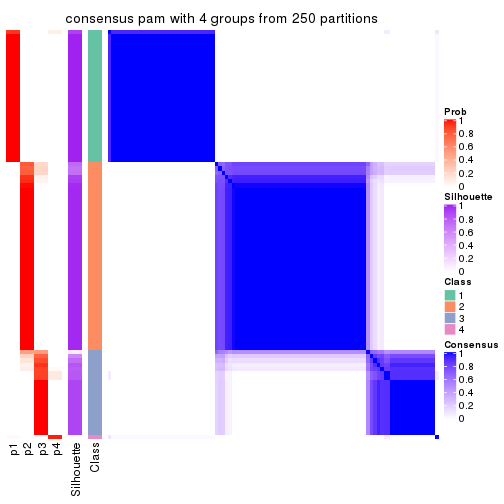 consensus pam with 4 groups from 250 partitions
Prob
1
0.8
0.6
0.4
0.2
0
Silhouette
1
0.8
0.6
0.4
0.2
0
Class
1
2
3
4
Consensus
1
0.8
0.6
0.4
0.2
0
p1
p2
p3
p4
Silhouette
Class